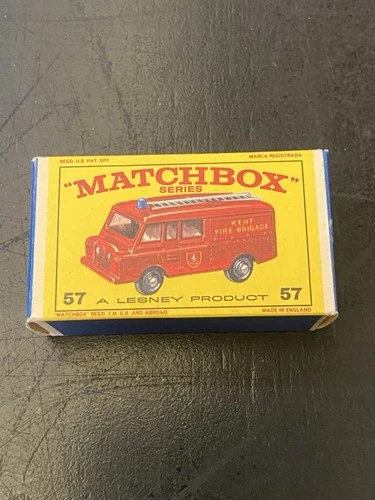 REGD U.S. PAT. OFF. MARCA REGISTRADA
"MATCHBOX"
SERIES
KENT
FIRE BRIGADE
57 A LESNEY PRODUCT 57
"MATCHBOX" REGD. T.M. G.B. AND ABROAD MADE IN ENGLAND